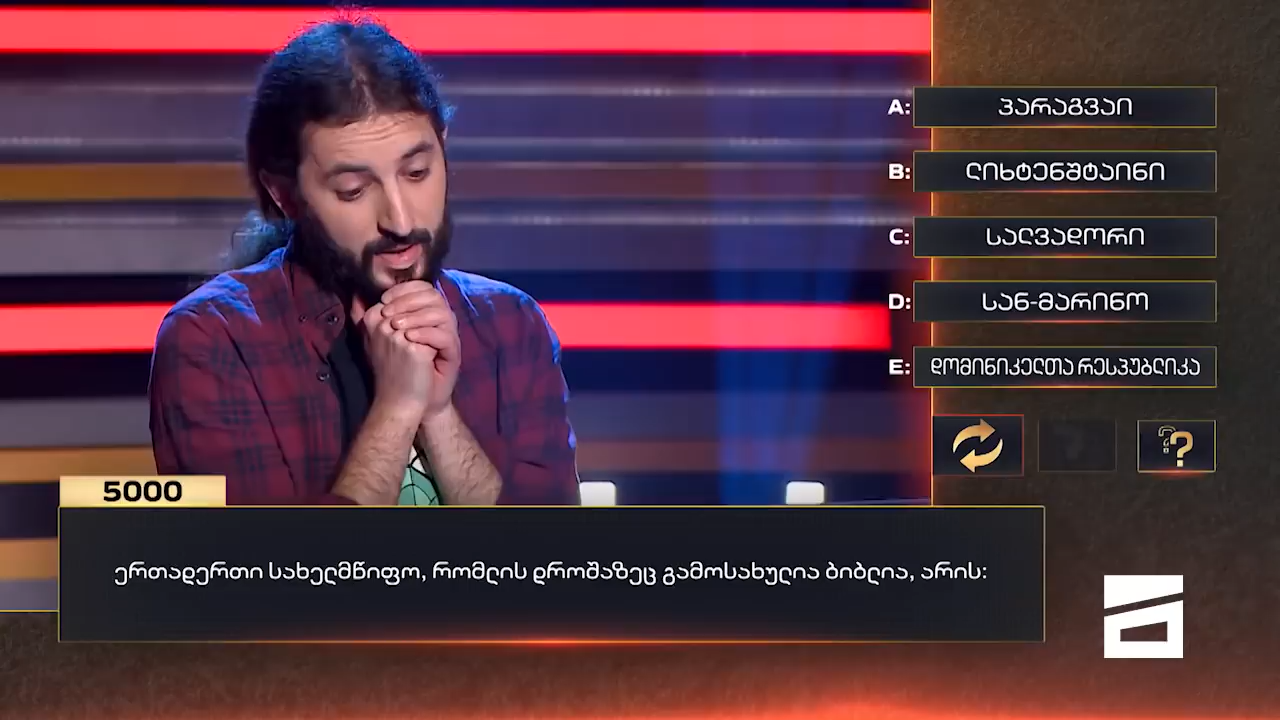 A: პარაგვაი
B: ლიხტენშტაინი
C: სალვადორი
D: სან-მარინო
E: დომინიკელთა რესპუბლიკა
5000
ერთადერთი სახელმწიფო, რომლის დროშაზეც გამოსახულია ბიბლია, არის: